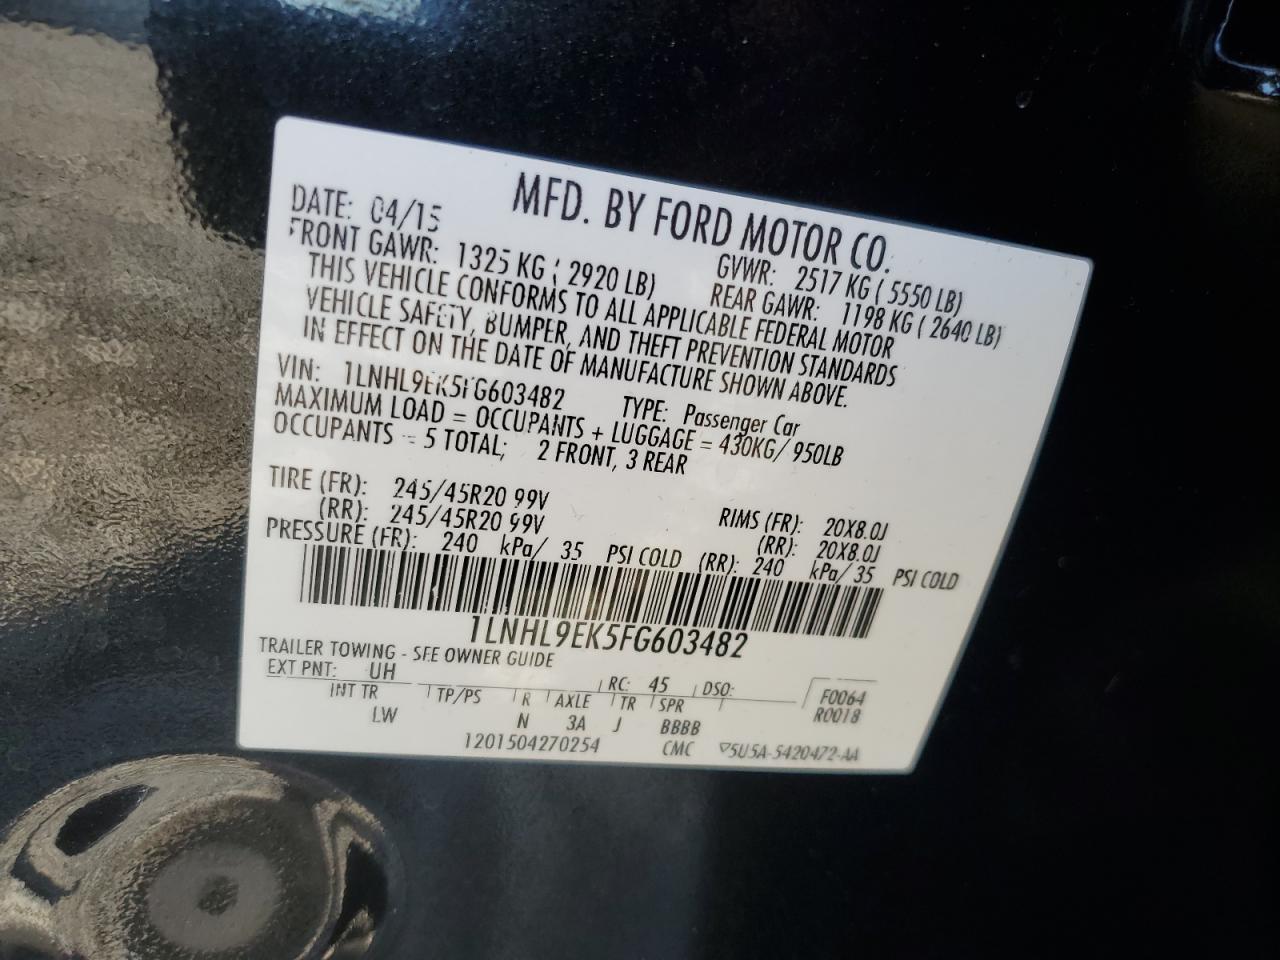 MFD. BY FORD MOTOR CO.
DATE: 04/15 GVWR: 2517 KG ( 5550 LB)
FRONT GAWR: 1325 KG ( 2920 LB) REAR GAWR: 1198 KG ( 2640 LB)
THIS VEHICLE CONFORMS TO ALL APPLICABLE FEDERAL MOTOR
VEHICLE SAFETY, BUMPER, AND THEFT PREVENTION STANDARDS
IN EFFECT ON THE DATE OF MANUFACTURE SHOWN ABOVE.
VIN: 1LNHL9EK5FG603482 TYPE: Passenger Car
MAXIMUM LOAD = OCCUPANTS + LUGGAGE = 430KG/ 950LB
OCCUPANTS = 5 TOTAL; 2 FRONT, 3 REAR
TIRE (FR): 245/45R20 99V RIMS (FR): 20X8.0J
(RR): 245/45R20 99V (RR): 20X8.0J
PRESSURE (FR): 240 kPa/ 35 PSI COLD (RR): 240 kPa/ 35 PSI COLD
1LNHL9EK5FG603482
TRAILER TOWING - SEE OWNER GUIDE
EXT PNT: UH RC: 45 DSO: F0064
INT TR TP/PS R AXLE TR SPR R0018
LW N 3A J BBBB
1201504270254 CMC 5U5A-5420472-AA